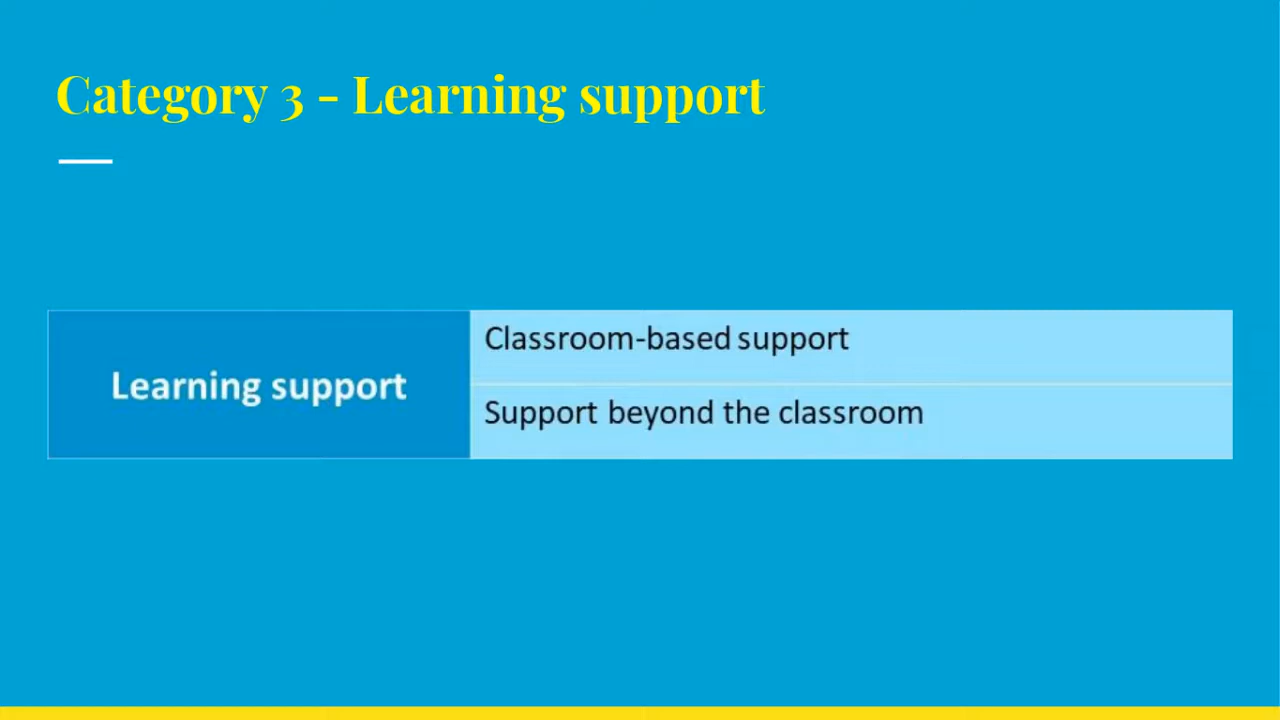 Category 3 - Learning support
Learning support
Classroom-based support
Support beyond the classroom